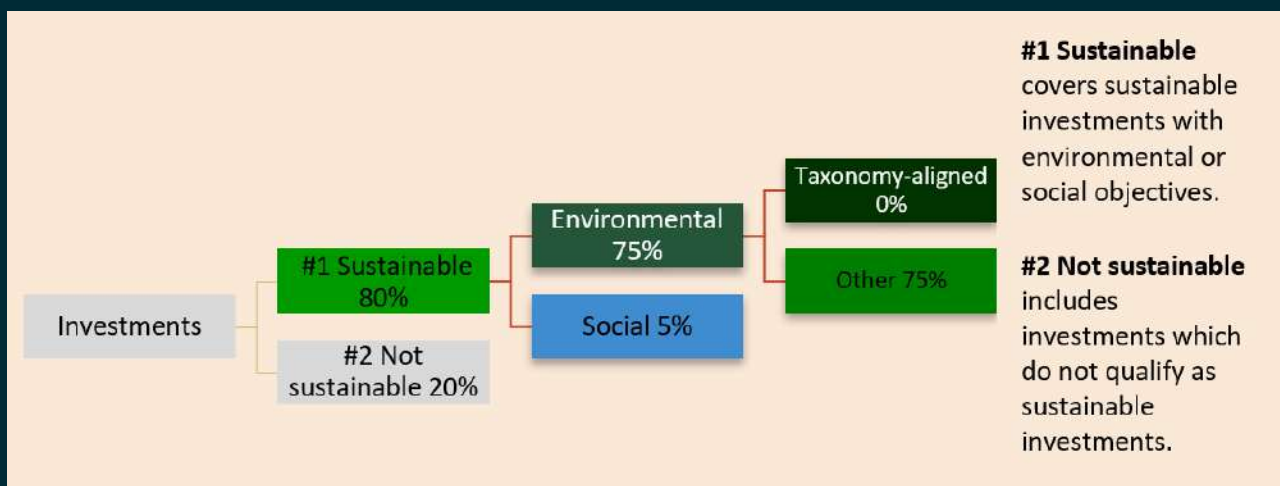 Investments
#1 Sustainable
80%
#2 Not
sustainable 20%
Environmental
75%
Social 5%
Taxonomy-aligned
0%
Other 75%
#1 Sustainable
covers sustainable
investments with
environmental or
social objectives.
#2 Not sustainable
includes
investments which
do not qualify as
sustainable
investments.